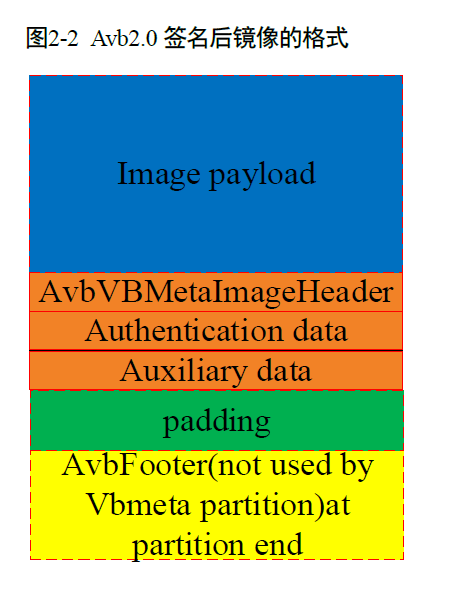 图2-2 Avb2.0 签名后镜像的格式
Image payload
AvbVBMetaImageHeader
Authentication data
Auxiliary data
padding
AvbFooter(not used by
Vbmeta partition)at
partition end